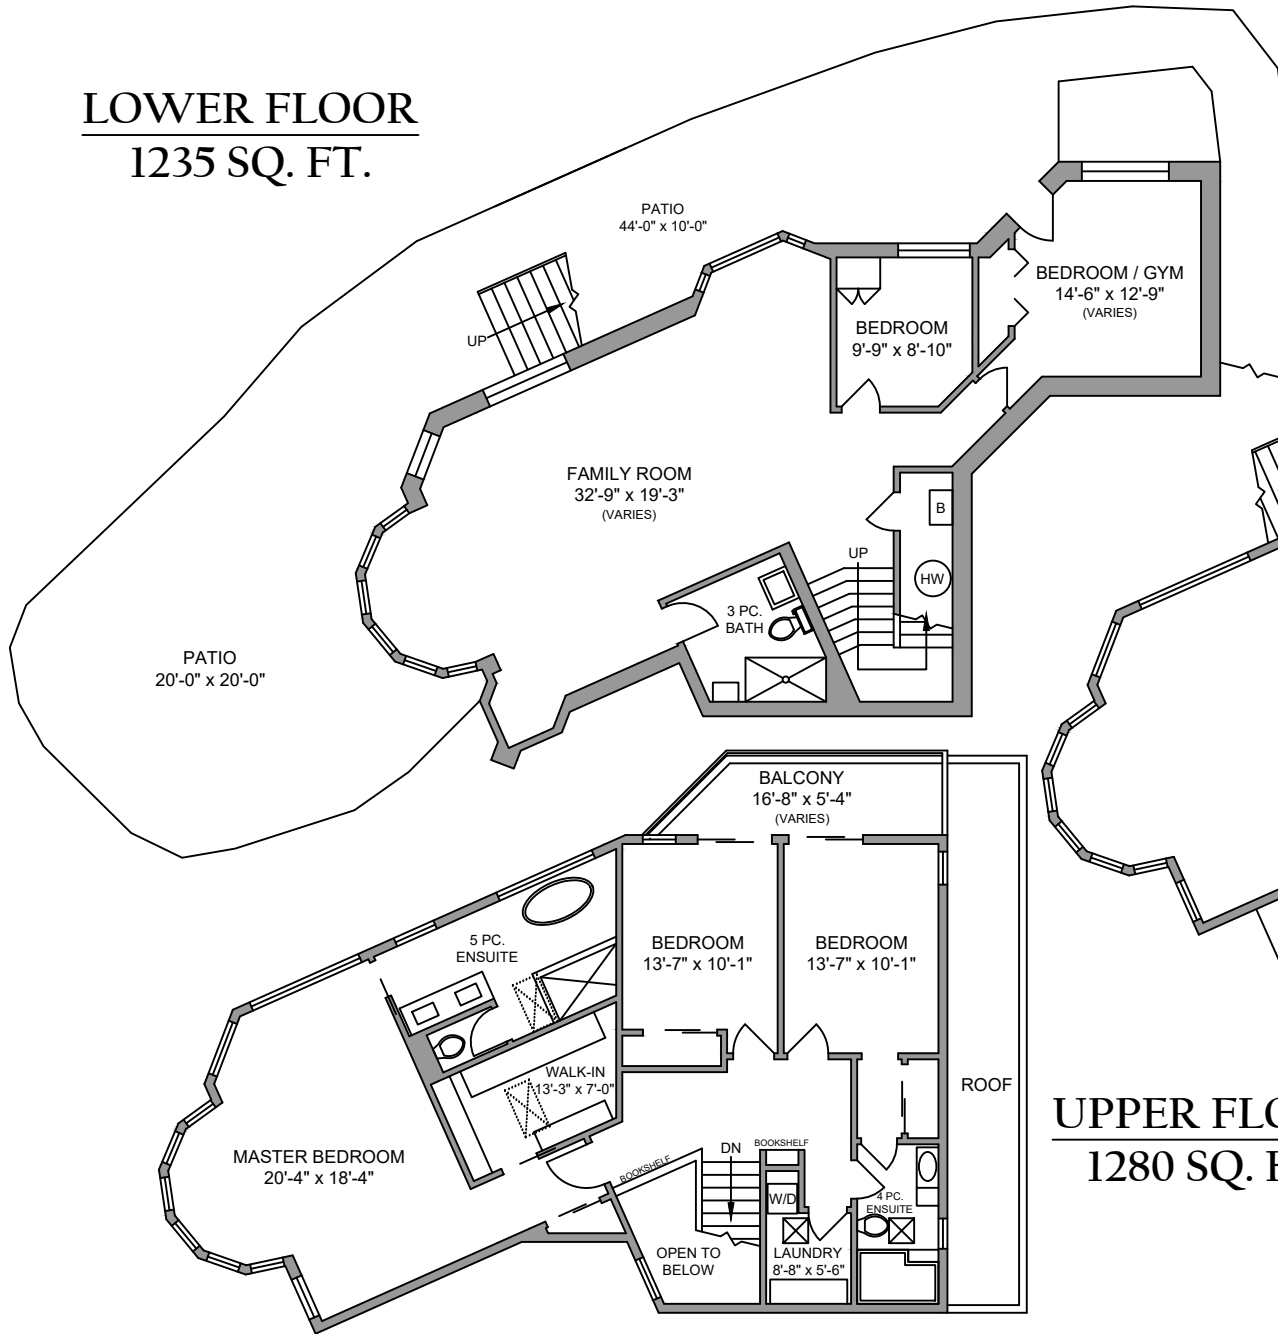 LOWER FLOOR
1235 SQ. FT.
PATIO
44'-0" x 10'-0"
UP
BEDROOM / GYM
14'-6" x 12'-9"
(VARIES)
BEDROOM
9'-9" x 8'-10"
FAMILY ROOM
32'-9" x 19'-3"
(VARIES)
B
UP
HW
3 PC.
BATH
PATIO
20'-0" x 20'-0"
BALCONY
16'-8" x 5'-4"
(VARIES)
5 PC.
ENSUITE
BEDROOM
13'-7" x 10'-1"
BEDROOM
13'-7" x 10'-1"
WALK-IN
13'-3" x 7'-0"
ROOF
UPPER FLO
1280 SQ. F
MASTER BEDROOM
20'-4" x 18'-4"
BOOKSHELF
DN
BOOKSHELF
W/D
4 PC.
ENSUITE
OPEN TO
BELOW
LAUNDRY
8'-8" x 5'-6"